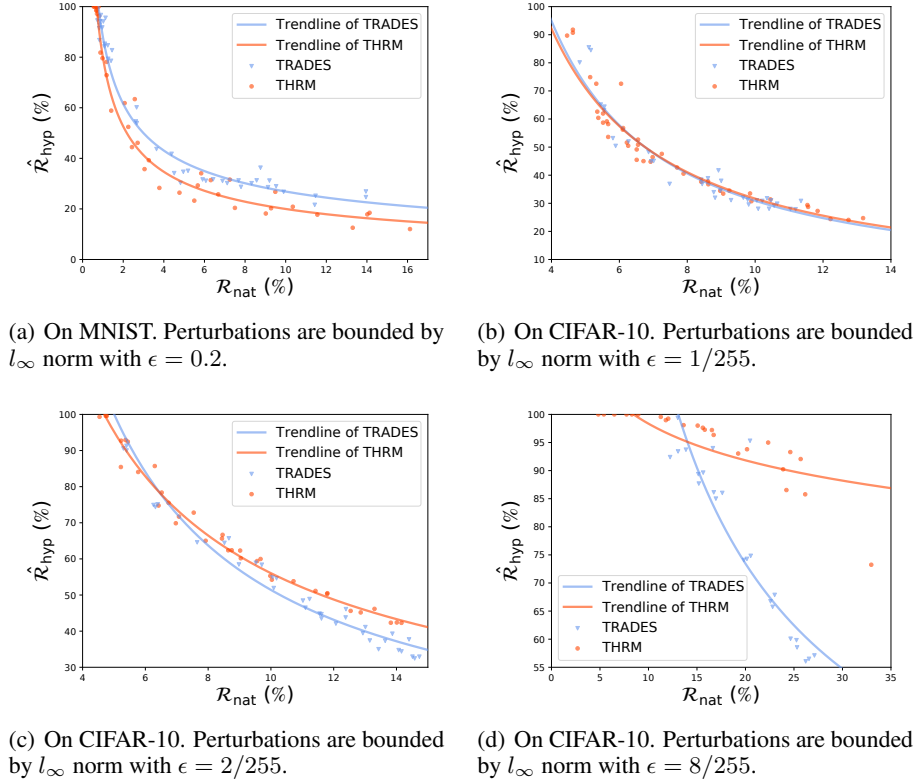 100
80
60
40
20
0
0 2 4 6 8 10 12 14 16
R̂hyp (%)
Rnat (%)
Trendline of TRADES
Trendline of THRM
TRADES
THRM
(a) On MNIST. Perturbations are bounded by
l∞ norm with ϵ = 0.2.
100
90
80
70
60
50
40
30
20
10
4 6 8 10 12 14
R̂hyp (%)
Rnat (%)
Trendline of TRADES
Trendline of THRM
TRADES
THRM
(b) On CIFAR-10. Perturbations are bounded
by l∞ norm with ϵ = 1/255.
100
90
80
70
60
50
40
30
4 6 8 10 12 14
R̂hyp (%)
Rnat (%)
Trendline of TRADES
Trendline of THRM
TRADES
THRM
(c) On CIFAR-10. Perturbations are bounded
by l∞ norm with ϵ = 2/255.
100
95
90
85
80
75
70
65
60
55
0 5 10 15 20 25 30 35
R̂hyp (%)
Rnat (%)
Trendline of TRADES
Trendline of THRM
TRADES
THRM
(d) On CIFAR-10. Perturbations are bounded
by l∞ norm with ϵ = 8/255.